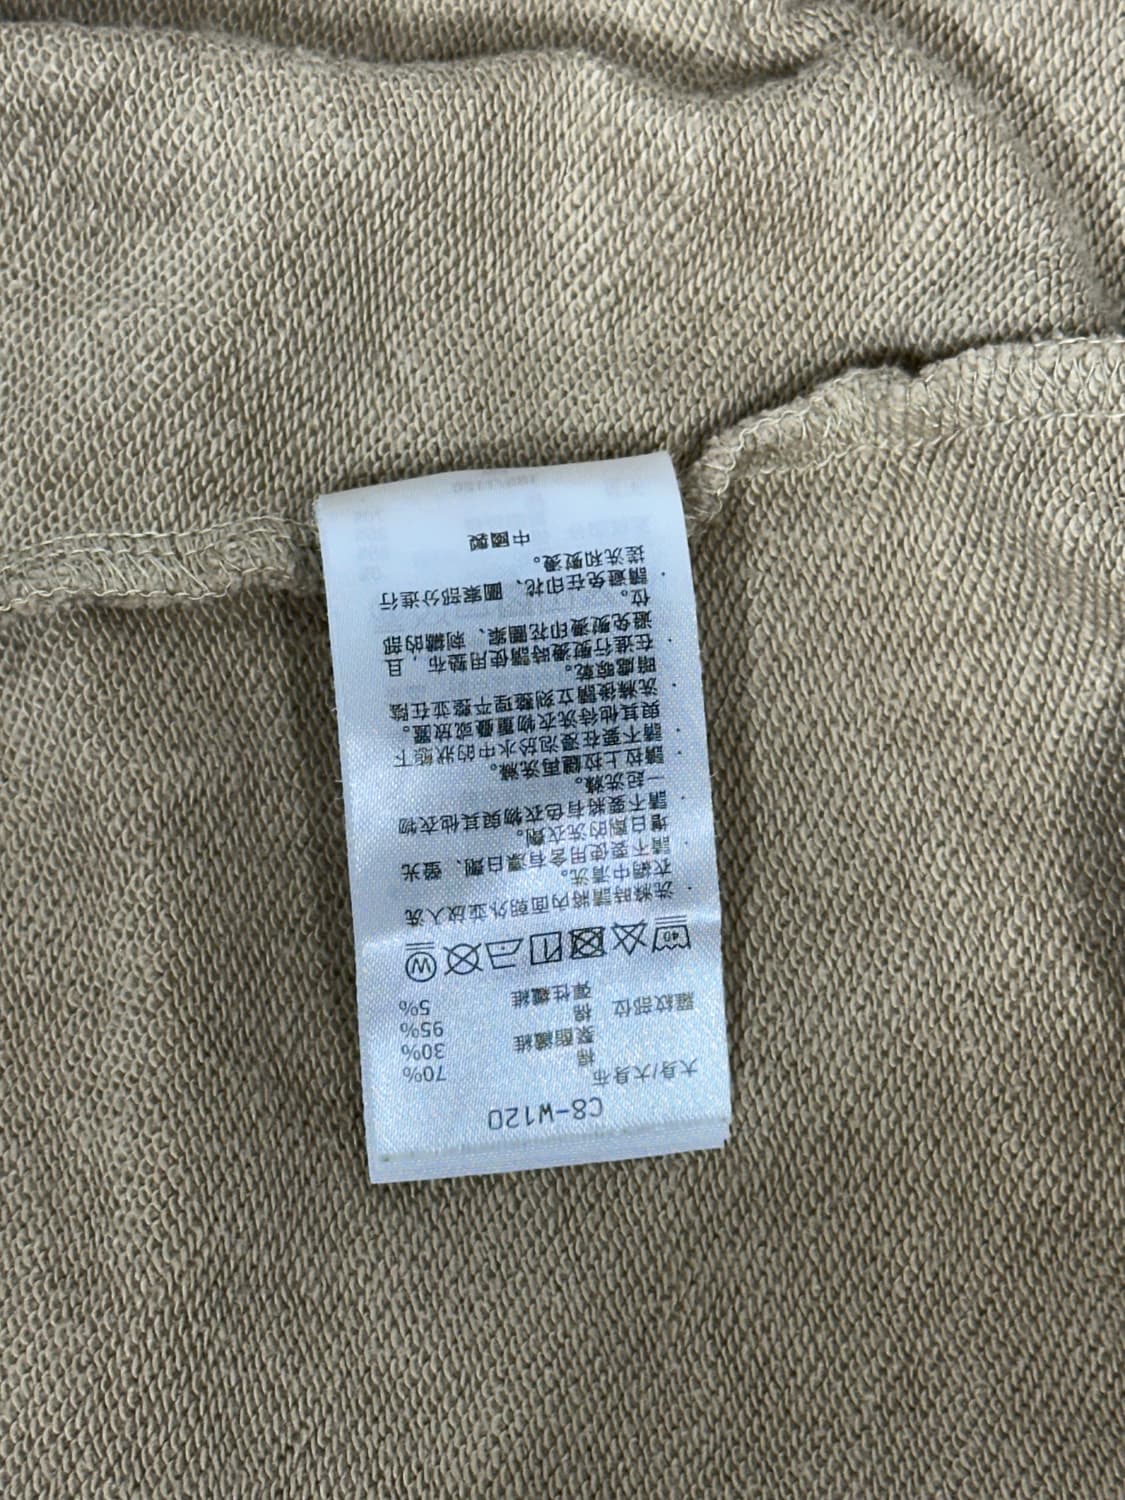 C8-W120
大身/大身布 棉 70%
聚酯纖維 30%
羅紋部位 棉 95%
彈性纖維 5%
40 W
· 洗滌時請將內面朝外並放入洗
衣網中清洗。
· 請不要使用含有漂白劑、螢光
增白劑的洗衣劑。
· 請不要將有色衣物與其他衣物
一起洗滌。
· 請拉上拉鏈再洗滌。
· 請不要在浸泡於水中的狀態下
與其他待洗衣物重疊或放置。
· 洗滌後請立刻整理平整並在陰
暗處晾乾。
· 在進行熨燙時請使用墊布，且
避免熨燙印花圖案、刺繡的部
位。
· 請避免在印花、圖案部分進行
搓洗和熨燙。
中國製